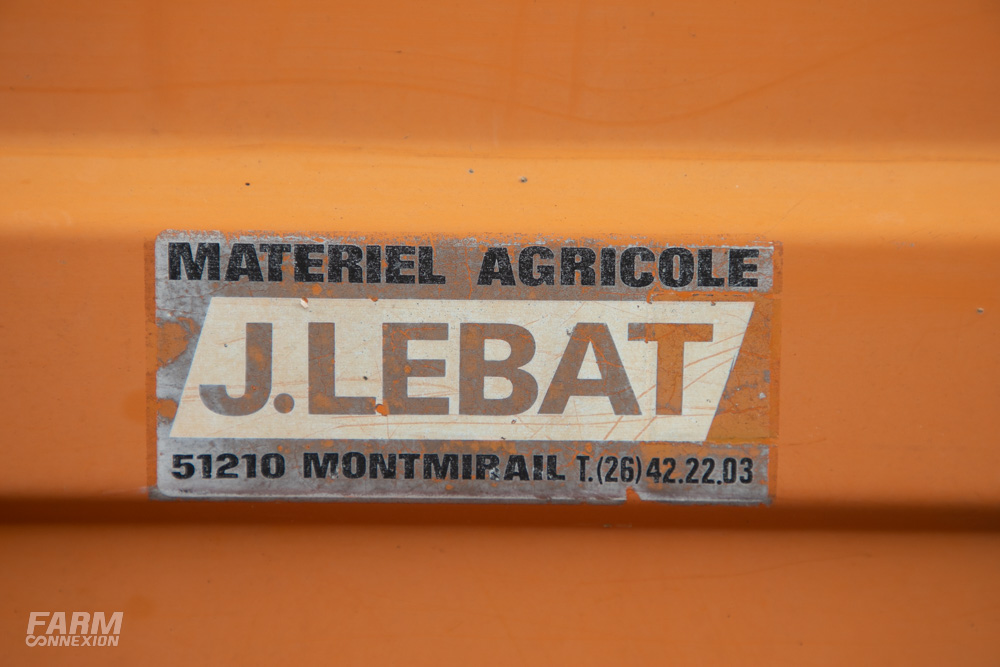 MATERIEL AGRICOLE
J.LEBAT
51210 MONTMIRAIL T.(26)42.22.03
FARM
CONNEXION